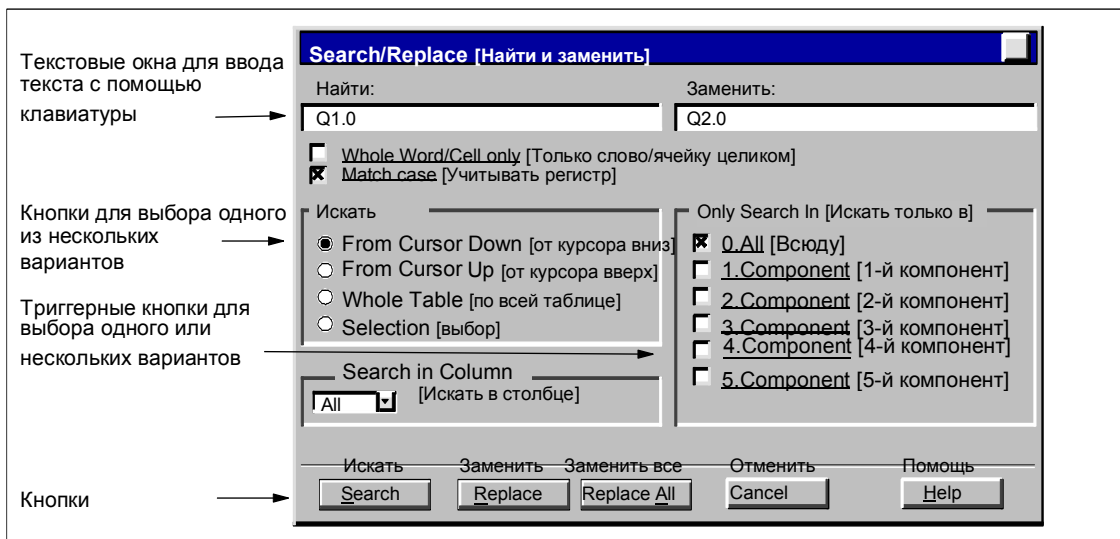 Текстовые окна для ввода
текста с помощью
клавиатуры
Кнопки для выбора одного
из нескольких
вариантов
Триггерные кнопки для
выбора одного или
нескольких вариантов
Кнопки
Search/Replace [Найти и заменить]
Найти:
Заменить:
Q1.0
Q2.0
Whole Word/Cell only [Только слово/ячейку целиком]
Match case [Учитывать регистр]
Искать
From Cursor Down [от курсора вниз]
From Cursor Up [от курсора вверх]
Whole Table [по всей таблице]
Selection [выбор]
Search in Column
[Искать в столбце]
All
Only Search In [Искать только в]
0.All [Всюду]
1.Component [1-й компонент]
2.Component [2-й компонент]
3.Component [3-й компонент]
4.Component [4-й компонент]
5.Component [5-й компонент]
Искать Заменить Заменить все Отменить Помощь
Search Replace Replace All Cancel Help